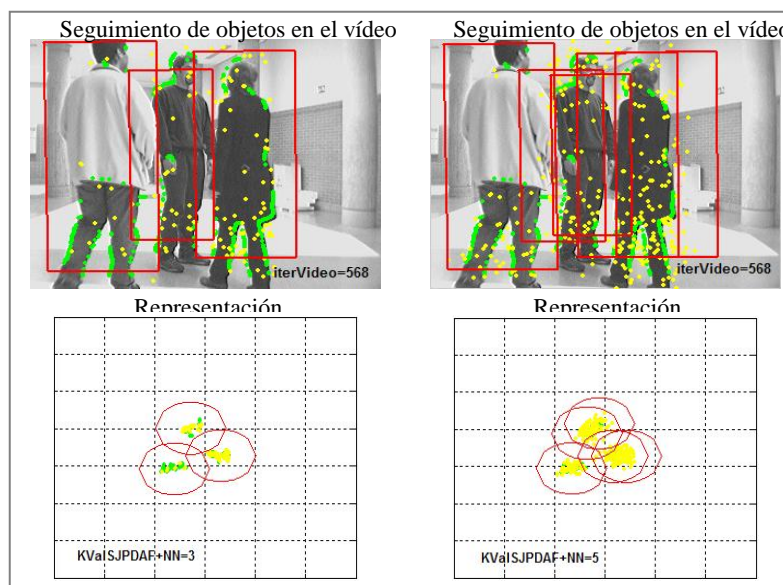 Seguimiento de objetos en el vídeo
Seguimiento de objetos en el vídeo
iterVideo=568
iterVideo=568
Representación
Representación
KValSJPDAF+NN=3
KValSJPDAF+NN=5